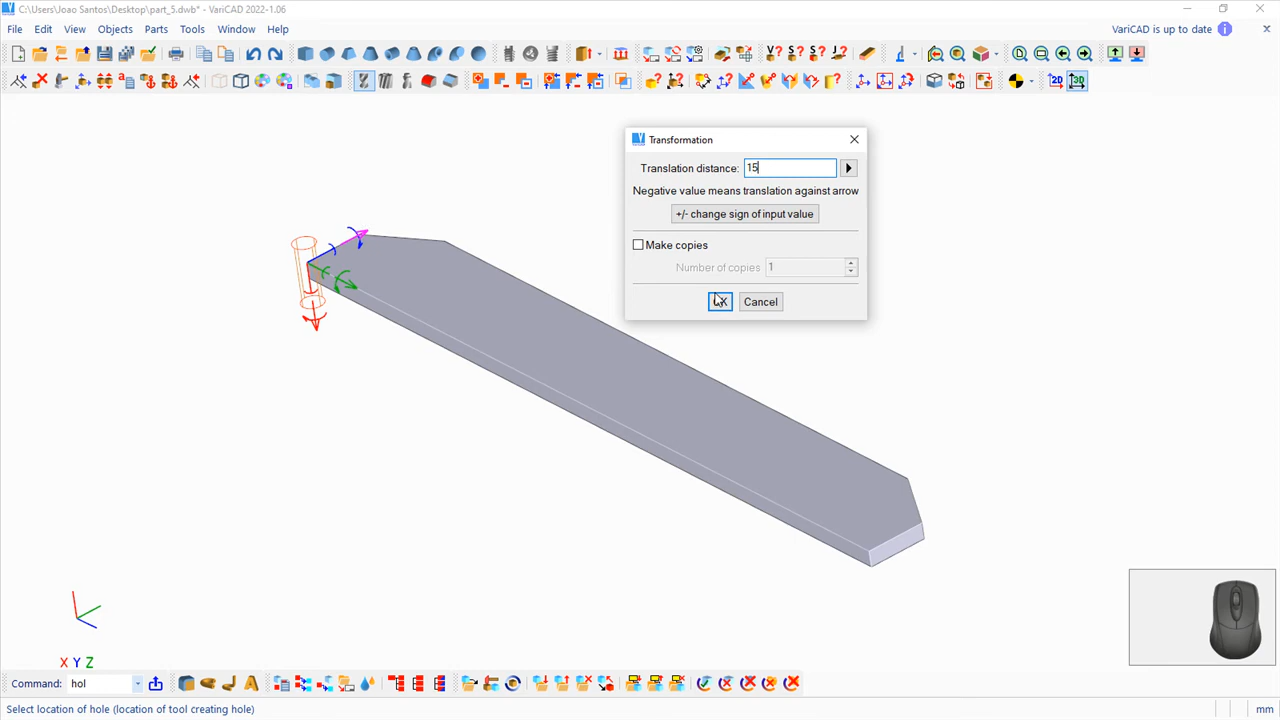 C:\Users\Joao Santos\Desktop\part_5.dwb* - VariCAD 2022-1.06
File Edit View Objects Parts Tools Window Help
VariCAD is up to date
Transformation
Translation distance: 15
Negative value means translation against arrow
+/- change sign of input value
Make copies
Number of copies 1
OK Cancel
X Y Z
Command: hol
Select location of hole (location of tool creating hole)
mm